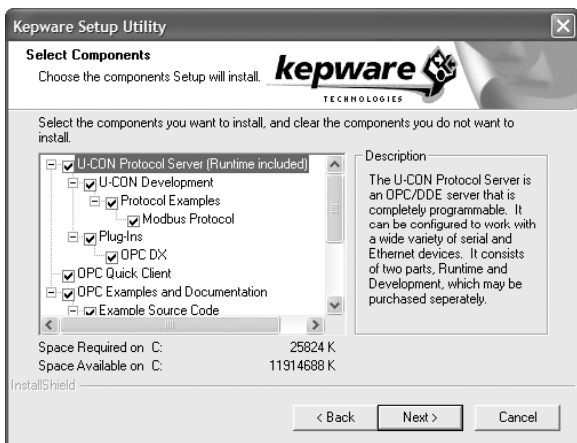 Kepware Setup Utility
Select Components
Choose the components Setup will install.
kepware
TECHNOLOGIES
Select the components you want to install, and clear the components you do not want to
install.
U-CON Protocol Server (Runtime included)
U-CON Development
Protocol Examples
Modbus Protocol
Plug-Ins
OPC DX
OPC Quick Client
OPC Examples and Documentation
Example Source Code
Description
The U-CON Protocol Server is
an OPC/DDE server that is
completely programmable. It
can be configured to work with
a wide variety of serial and
Ethernet devices. It consists
of two parts, Runtime and
Development, which may be
purchased seperately.
Space Required on C: 25824 K
Space Available on C: 11914688 K
InstallShield
< Back Next > Cancel